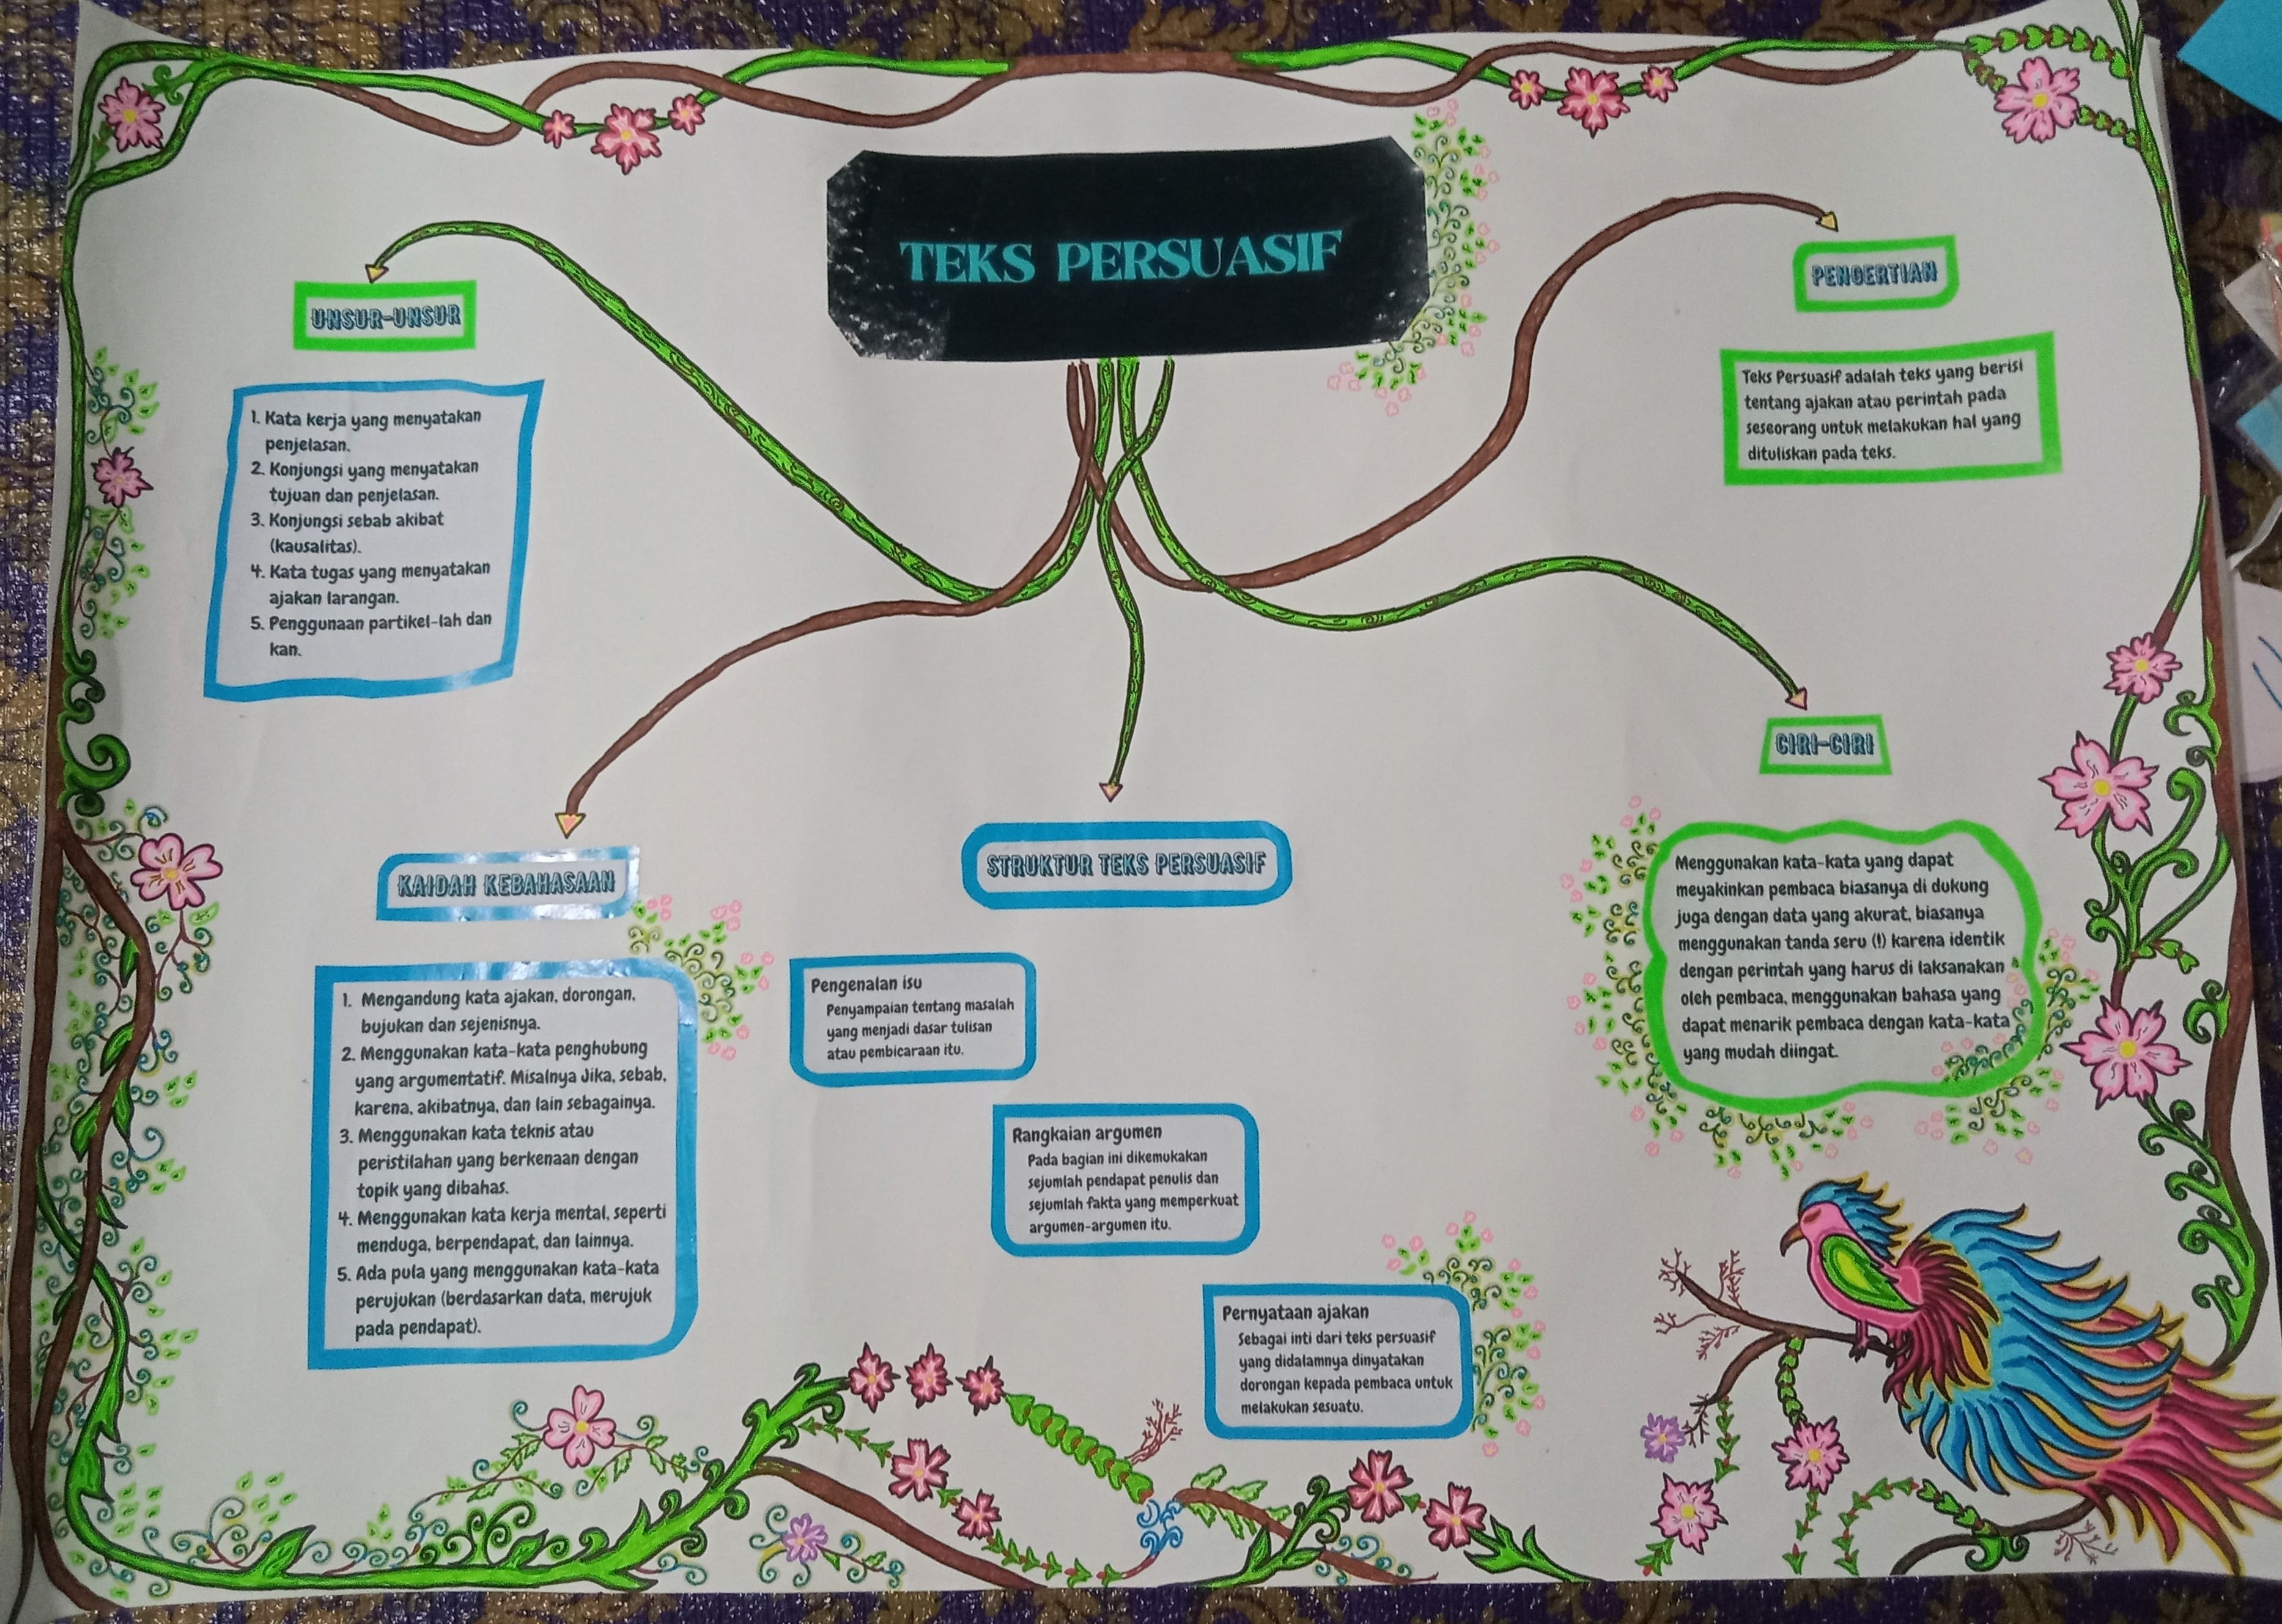 TEKS PERSUASIF
UNSUR-UNSUR
1. Kata kerja yang menyatakan
penjelasan.
2. Konjungsi yang menyatakan
tujuan dan penjelasan.
3. Konjungsi sebab akibat
(kausalitas).
4. Kata tugas yang menyatakan
ajakan larangan.
5. Penggunaan partikel-lah dan
kan.
PENGERTIAN
Teks Persuasif adalah teks yang berisi
tentang ajakan atau perintah pada
seseorang untuk melakukan hal yang
dituliskan pada teks.
KAIDAH KEBAHASAAN
1. Mengandung kata ajakan, dorongan,
bujukan dan sejenisnya.
2. Menggunakan kata-kata penghubung
yang argumentatif. Misalnya Jika, sebab,
karena, akibatnya, dan lain sebagainya.
3. Menggunakan kata teknis atau
peristilahan yang berkenaan dengan
topik yang dibahas.
4. Menggunakan kata kerja mental, seperti
menduga, berpendapat, dan lainnya.
5. Ada pula yang menggunakan kata-kata
perujukan (berdasarkan data, merujuk
pada pendapat).
STRUKTUR TEKS PERSUASIF
Pengenalan isu
Penyampaian tentang masalah
yang menjadi dasar tulisan
atau pembicaraan itu.
Rangkaian argumen
Pada bagian ini dikemukakan
sejumlah pendapat penulis dan
sejumlah fakta yang memperkuat
argumen-argumen itu.
Pernyataan ajakan
Sebagai inti dari teks persuasif
yang didalamnya dinyatakan
dorongan kepada pembaca untuk
melakukan sesuatu.
CIRI-CIRI
Menggunakan kata-kata yang dapat
meyakinkan pembaca biasanya di dukung
juga dengan data yang akurat, biasanya
menggunakan tanda seru (!) karena identik
dengan perintah yang harus di laksanakan
oleh pembaca, menggunakan bahasa yang
dapat menarik pembaca dengan kata-kata
yang mudah diingat.